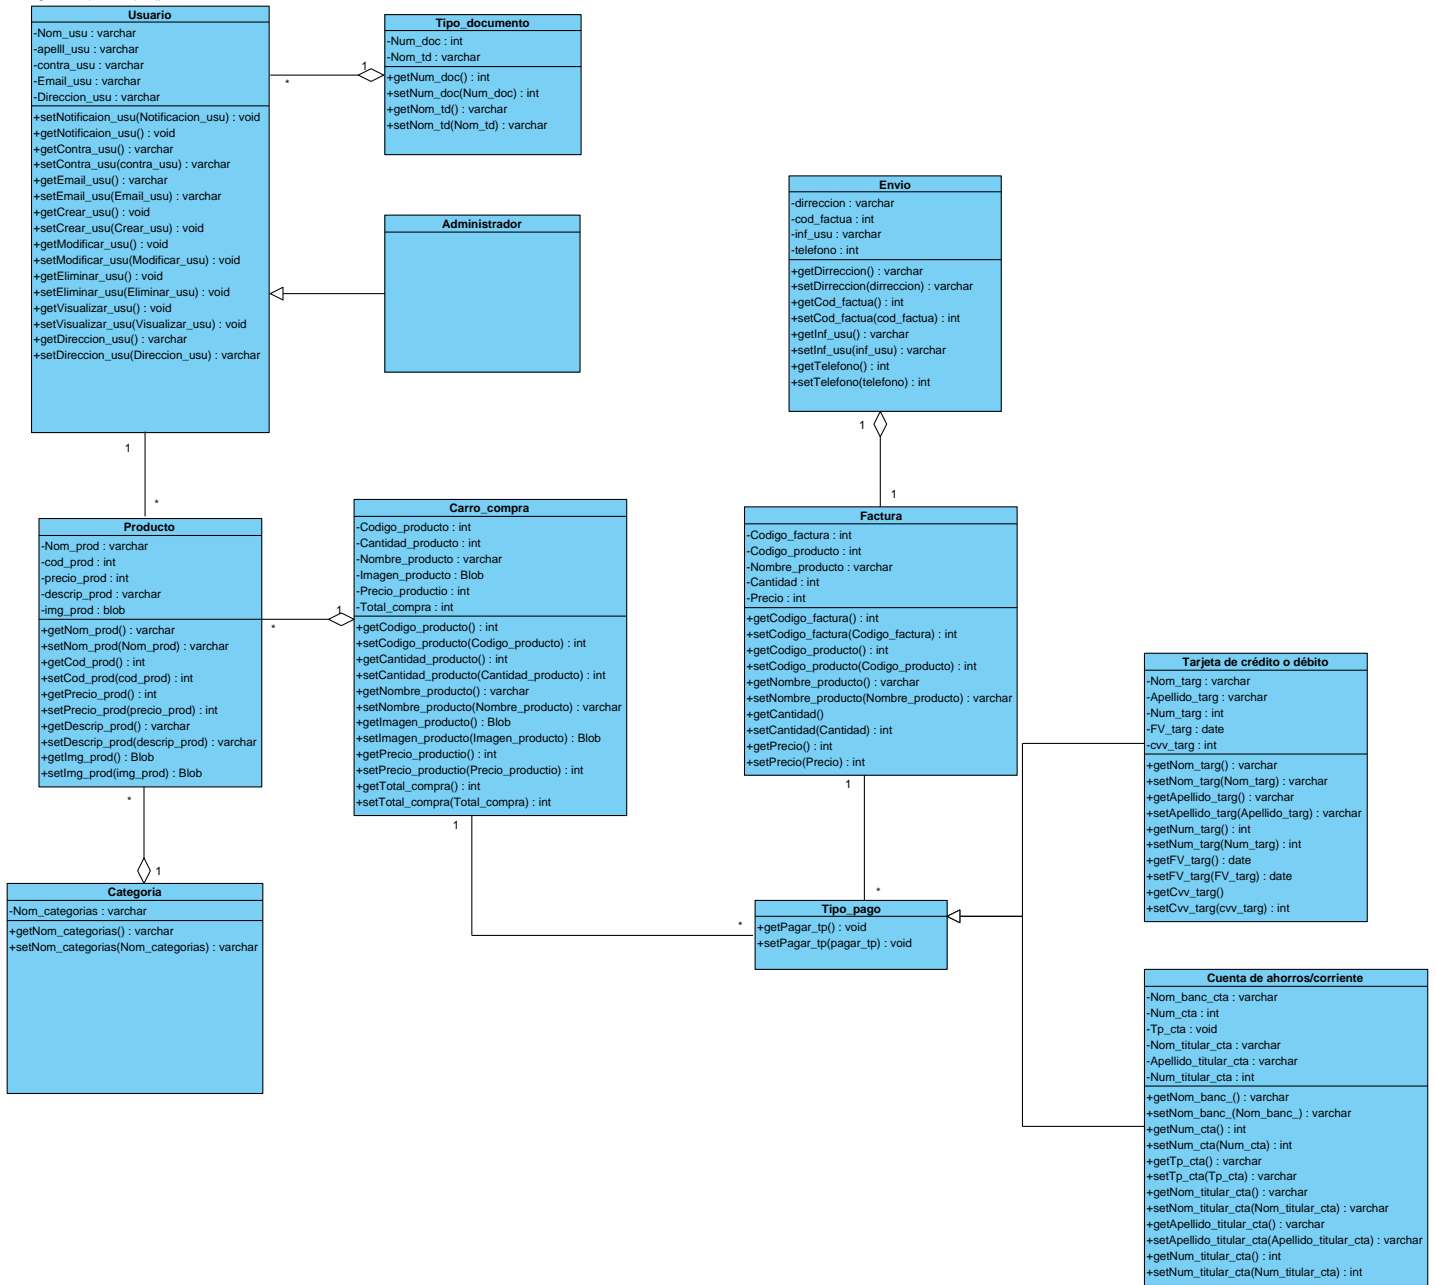 Usuario
-Nom_usu : varchar
-apelll_usu : varchar
-contra_usu : varchar
-Email_usu : varchar
-Direccion_usu : varchar
+setNotificaion_usu(Notificacion_usu) : void
+getNotificaion_usu() : void
+getContra_usu() : varchar
+setContra_usu(contra_usu) : varchar
+getEmail_usu() : varchar
+setEmail_usu(Email_usu) : varchar
+getCrear_usu() : void
+setCrear_usu(Crear_usu) : void
+getModificar_usu() : void
+setModificar_usu(Modificar_usu) : void
+getEliminar_usu() : void
+setEliminar_usu(Eliminar_usu) : void
+getVisualizar_usu() : void
+setVisualizar_usu(Visualizar_usu) : void
+getDireccion_usu() : varchar
+setDireccion_usu(Direccion_usu) : varchar
*
1
Tipo_documento
-Num_doc : int
-Nom_td : varchar
+getNum_doc() : int
+setNum_doc(Num_doc) : int
+getNom_td() : varchar
+setNom_td(Nom_td) : varchar
Administrador
Envio
-dirreccion : varchar
-cod_factua : int
-inf_usu : varchar
-telefono : int
+getDirreccion() : varchar
+setDirreccion(dirreccion) : varchar
+getCod_factua() : int
+setCod_factua(cod_factua) : int
+getInf_usu() : varchar
+setInf_usu(inf_usu) : varchar
+getTelefono() : int
+setTelefono(telefono) : int
1
1
1
*
Producto
-Nom_prod : varchar
-cod_prod : int
-precio_prod : int
-descrip_prod : varchar
-img_prod : blob
+getNom_prod() : varchar
+setNom_prod(Nom_prod) : varchar
+getCod_prod() : int
+setCod_prod(cod_prod) : int
+getPrecio_prod() : int
+setPrecio_prod(precio_prod) : int
+getDescrip_prod() : varchar
+setDescrip_prod(descrip_prod) : varchar
+getImg_prod() : Blob
+setImg_prod(img_prod) : Blob
*
1
Carro_compra
-Codigo_producto : int
-Cantidad_producto : int
-Nombre_producto : varchar
-Imagen_producto : Blob
-Precio_productio : int
-Total_compra : int
+getCodigo_producto() : int
+setCodigo_producto(Codigo_producto) : int
+getCantidad_producto() : int
+setCantidad_producto(Cantidad_producto) : int
+getNombre_producto() : varchar
+setNombre_producto(Nombre_producto) : varchar
+getImagen_producto() : Blob
+setImagen_producto(Imagen_producto) : Blob
+getPrecio_productio() : int
+setPrecio_productio(Precio_productio) : int
+getTotal_compra() : int
+setTotal_compra(Total_compra) : int
Factura
-Codigo_factura : int
-Codigo_producto : int
-Nombre_producto : varchar
-Cantidad : int
-Precio : int
+getCodigo_factura() : int
+setCodigo_factura(Codigo_factura) : int
+getCodigo_producto() : int
+setCodigo_producto(Codigo_producto) : int
+getNombre_producto() : varchar
+setNombre_producto(Nombre_producto) : varchar
+getCantidad()
+setCantidad(Cantidad) : int
+getPrecio() : int
+setPrecio(Precio) : int
Tarjeta de crédito o débito
-Nom_targ : varchar
-Apellido_targ : varchar
-Num_targ : int
-FV_targ : date
-cvv_targ : int
+getNom_targ() : varchar
+setNom_targ(Nom_targ) : varchar
+getApellido_targ() : varchar
+setApellido_targ(Apellido_targ) : varchar
+getNum_targ() : int
+setNum_targ(Num_targ) : int
+getFV_targ() : date
+setFV_targ(FV_targ) : date
+getCvv_targ()
+setCvv_targ(cvv_targ) : int
*
1
1
*
1
*
Categoria
-Nom_categorias : varchar
+getNom_categorias() : varchar
+setNom_categorias(Nom_categorias) : varchar
Tipo_pago
+getPagar_tp() : void
+setPagar_tp(pagar_tp) : void
Cuenta de ahorros/corriente
-Nom_banc_cta : varchar
-Num_cta : int
-Tp_cta : void
-Nom_titular_cta : varchar
-Apellido_titular_cta : varchar
-Num_titular_cta : int
+getNom_banc_() : varchar
+setNom_banc_(Nom_banc_) : varchar
+getNum_cta() : int
+setNum_cta(Num_cta) : int
+getTp_cta() : varchar
+setTp_cta(Tp_cta) : varchar
+getNom_titular_cta() : varchar
+setNom_titular_cta(Nom_titular_cta) : varchar
+getApellido_titular_cta() : varchar
+setApellido_titular_cta(Apellido_titular_cta) : varchar
+getNum_titular_cta() : int
+setNum_titular_cta(Num_titular_cta) : int